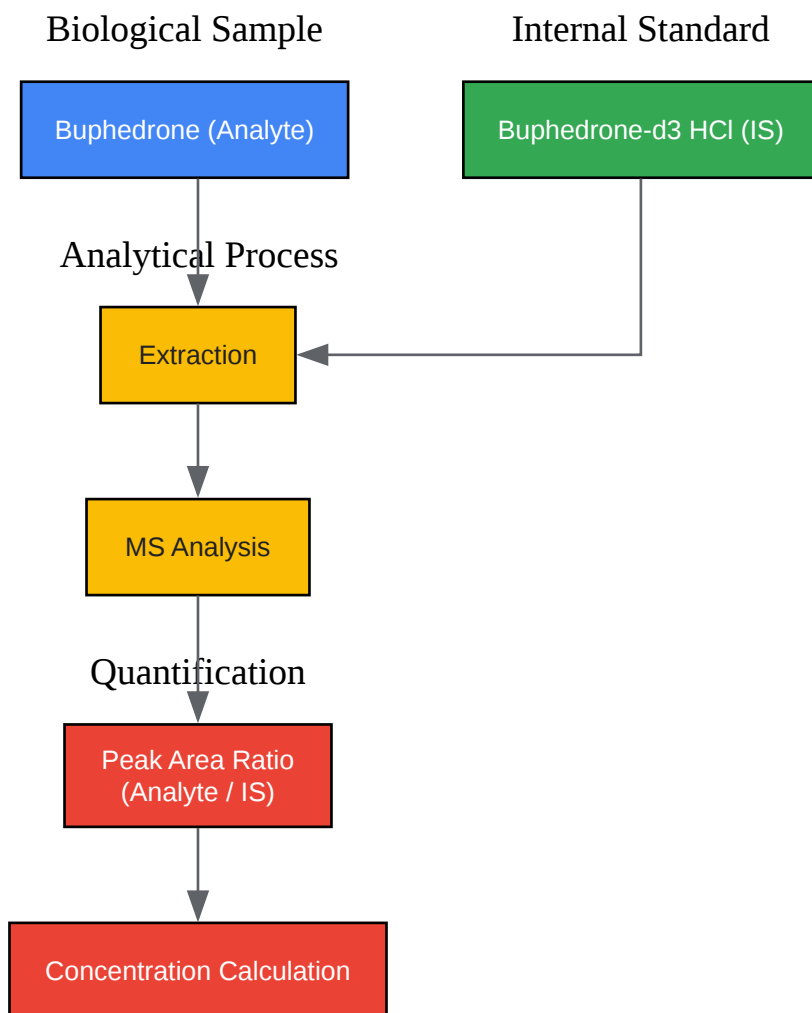 Biological Sample
Internal Standard
Buphedrone (Analyte)
Buphedrone-d3 HCl (IS)
Analytical Process
Extraction
MS Analysis
Quantification
Peak Area Ratio
(Analyte / IS)
Concentration Calculation